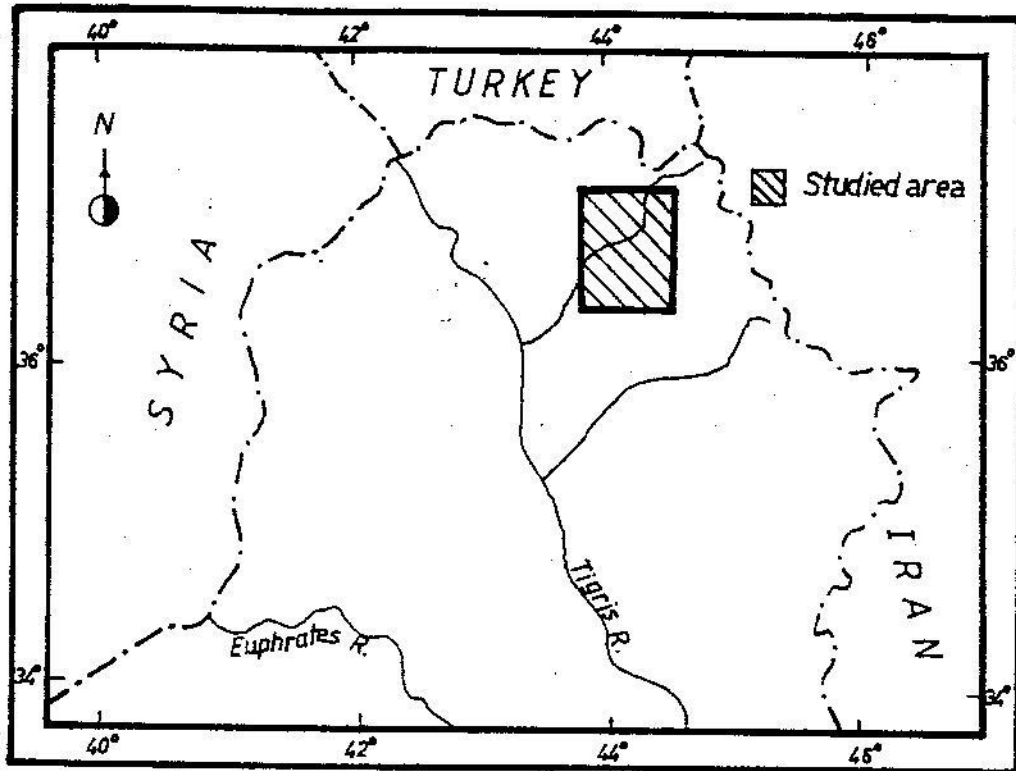 40° 42° 44° 46°
TURKEY
N
Studied area
SYRIA
36° 36°
IRAN
Tigris R.
Euphrates R.
34° 34°
40° 42° 44° 46°